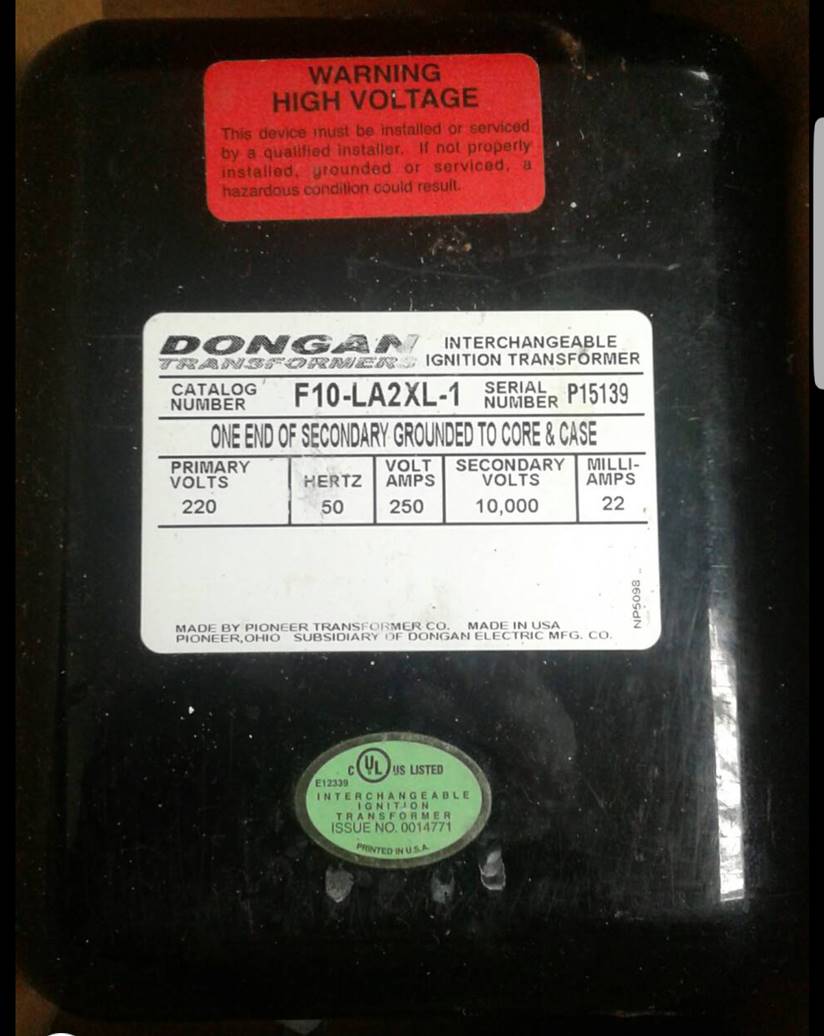 WARNING
HIGH VOLTAGE
This device must be installed or serviced
by a qualified installer. If not properly
installed, grounded or serviced, a
hazardous condition could result.
DONGAN
TRANSFORMERS
INTERCHANGEABLE
IGNITION TRANSFORMER
CATALOG NUMBER F10-LA2XL-1 SERIAL NUMBER P15139
ONE END OF SECONDARY GROUNDED TO CORE & CASE
PRIMARY VOLTS HERTZ VOLT AMPS SECONDARY VOLTS MILLI-AMPS
220 50 250 10,000 22
NP5098
MADE BY PIONEER TRANSFORMER CO. MADE IN USA
PIONEER, OHIO SUBSIDIARY OF DONGAN ELECTRIC MFG. CO.
C UL US LISTED
E12339
INTERCHANGEABLE
IGNITION
TRANSFORMER
ISSUE NO. 0014771
PRINTED IN U.S.A.